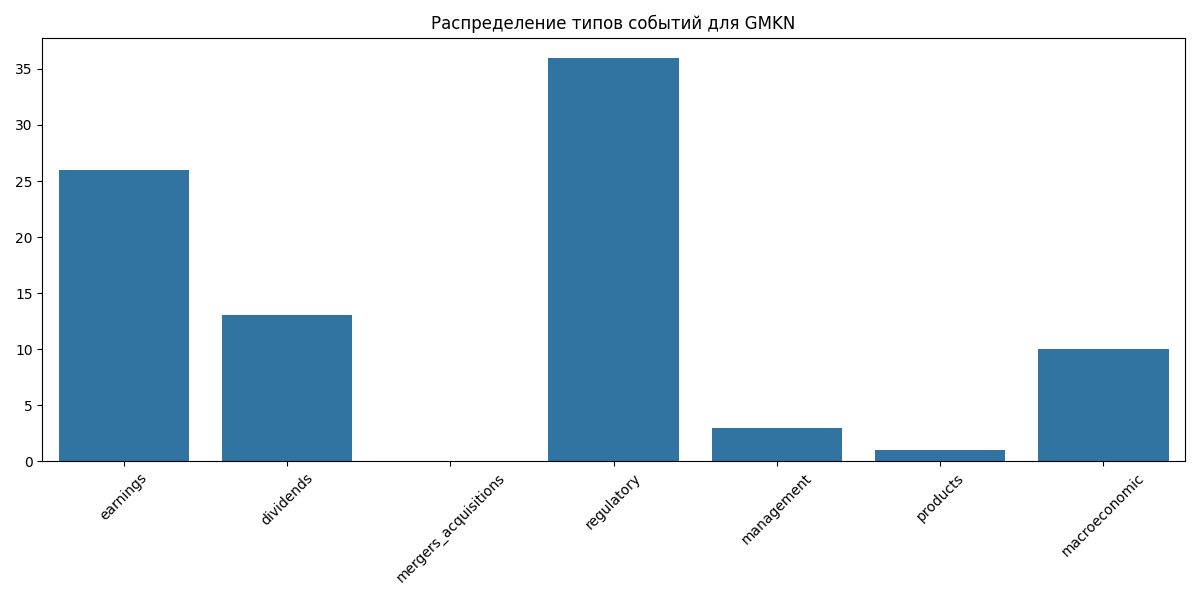 Распределение типов событий для GMKN
35
30
25
20
15
10
5
0
earnings
dividends
mergers_acquisitions
regulatory
management
products
macroeconomic